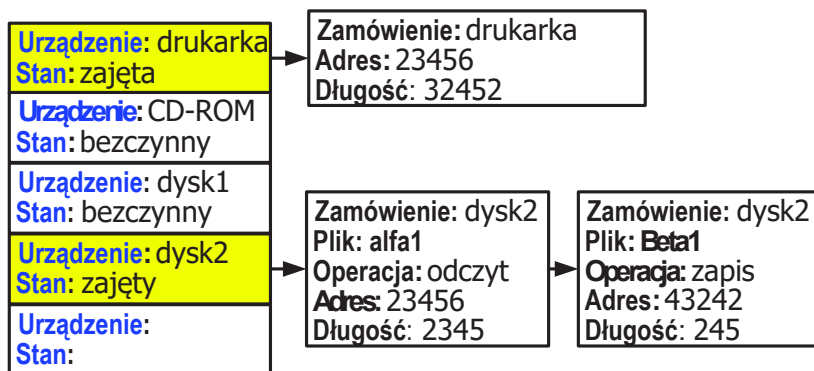 Urządzenie: drukarka
Stan: zajęta
Urządzenie: CD-ROM
Stan: bezczynny
Urządzenie: dysk1
Stan: bezczynny
Urządzenie: dysk2
Stan: zajęty
Urządzenie:
Stan:
Zamówienie: drukarka
Adres: 23456
Długość: 32452
Zamówienie: dysk2
Plik: alfa1
Operacja: odczyt
Adres: 23456
Długość: 2345
Zamówienie: dysk2
Plik: Beta1
Operacja: zapis
Adres: 43242
Długość: 245